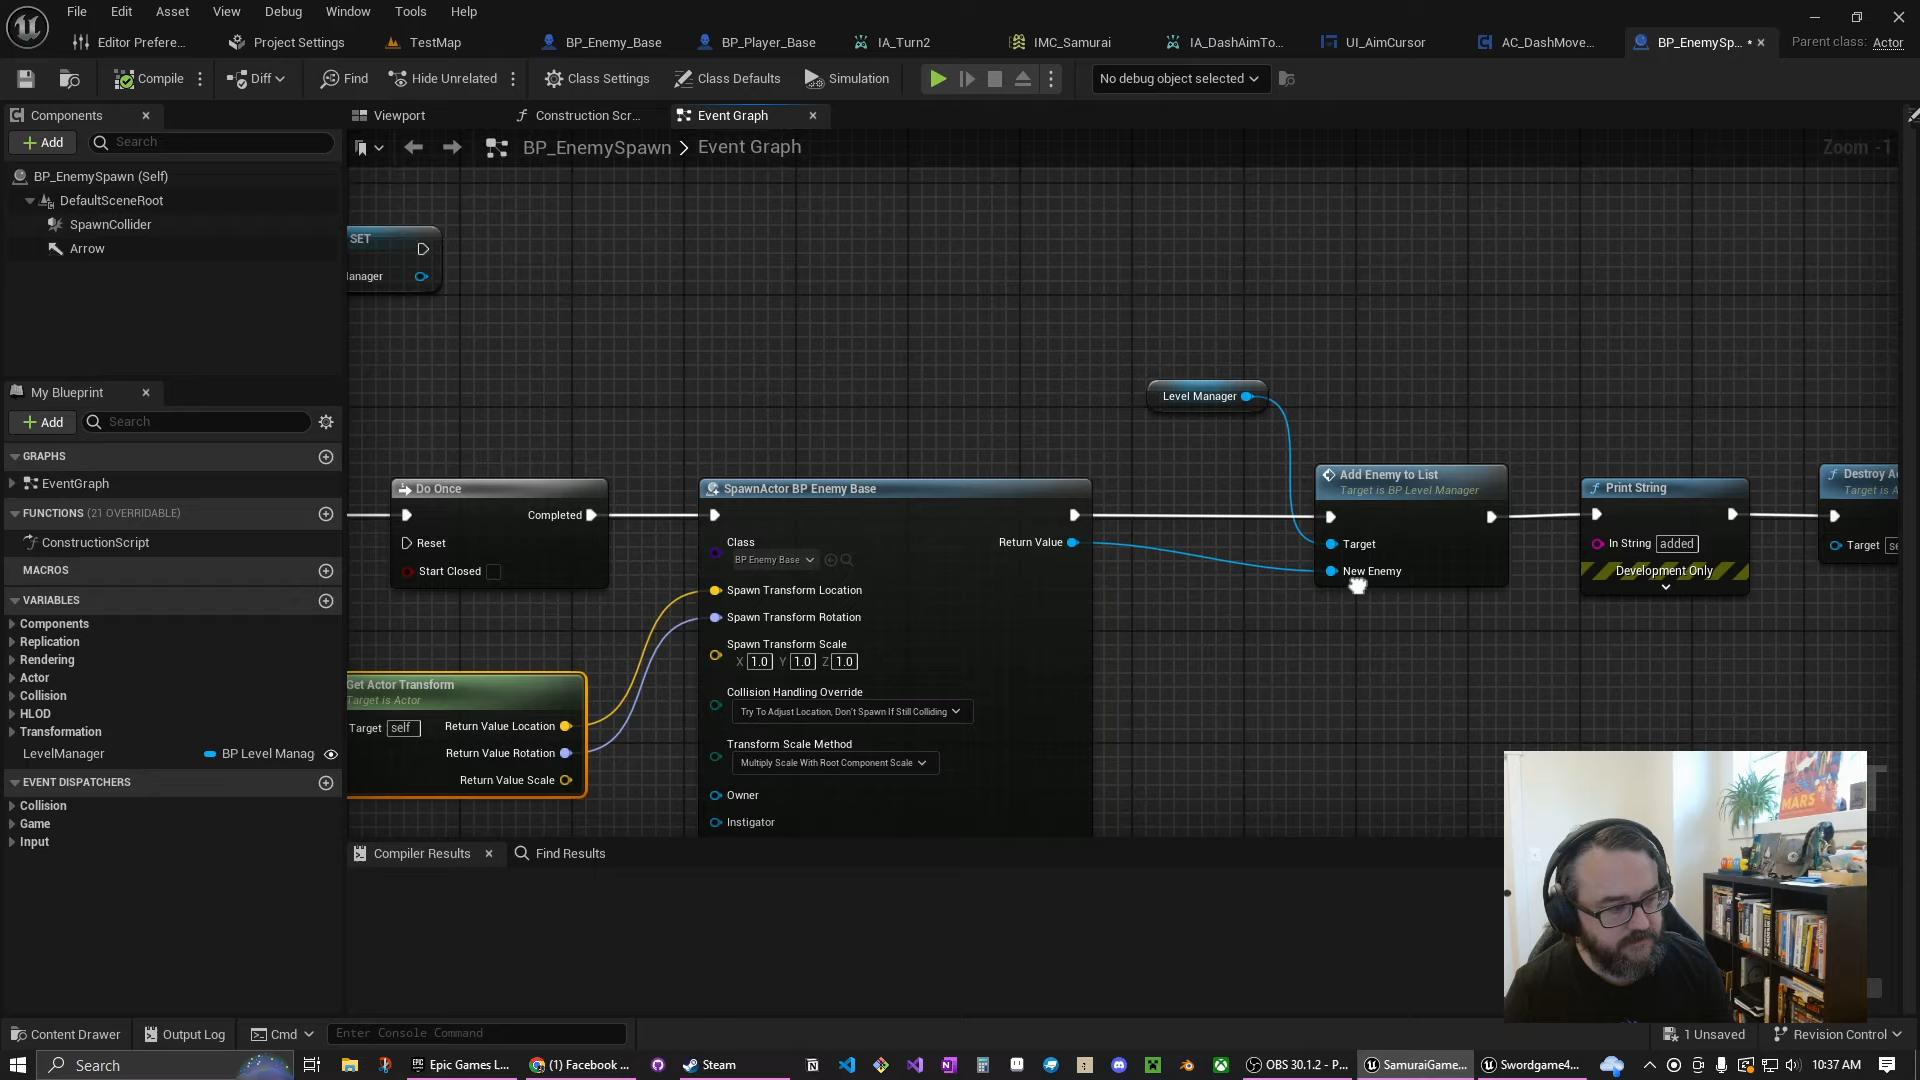 File Edit Asset View Debug Window Tools Help
Editor Prefere... Project Settings TestMap BP_Enemy_Base BP_Player_Base IA_Turn2 IMC_Samurai IA_DashAimTo... UI_AimCursor AC_DashMove... BP_EnemySp... • Parent class: Actor
Compile Diff Find Hide Unrelated Class Settings Class Defaults Simulation No debug object selected
Components
Viewport Construction Scr... Event Graph
Add Search
BP_EnemySpawn > Event Graph
Zoom -1
BP_EnemySpawn (Self)
DefaultSceneRoot
SpawnCollider
Arrow
SET
lanager
My Blueprint
Add Search
GRAPHS
EventGraph
FUNCTIONS (21 OVERRIDABLE)
ConstructionScript
MACROS
VARIABLES
Components
Replication
Rendering
Actor
Collision
HLOD
Transformation
LevelManager BP Level Manag
EVENT DISPATCHERS
Collision
Game
Input
Do Once
Completed
Reset
Start Closed
Get Actor Transform
Target is Actor
Target self Return Value Location
Return Value Rotation
Return Value Scale
SpawnActor BP Enemy Base
Class
BP Enemy Base
Return Value
Spawn Transform Location
Spawn Transform Rotation
Spawn Transform Scale
X 1.0 Y 1.0 Z 1.0
Collision Handling Override
Try To Adjust Location, Don't Spawn If Still Colliding
Transform Scale Method
Multiply Scale With Root Component Scale
Owner
Instigator
Level Manager
Add Enemy to List
Target is BP Level Manager
Target
New Enemy
Print String
In String added
Development Only
Destroy Ac
Target is A
Target se
MARS
Compiler Results Find Results
Content Drawer Output Log Cmd Enter Console Command 1 Unsaved Revision Control
Search Epic Games L... (1) Facebook ... Steam OBS 30.1.2 - P... SamuraiGame... Swordgame4... 10:37 AM